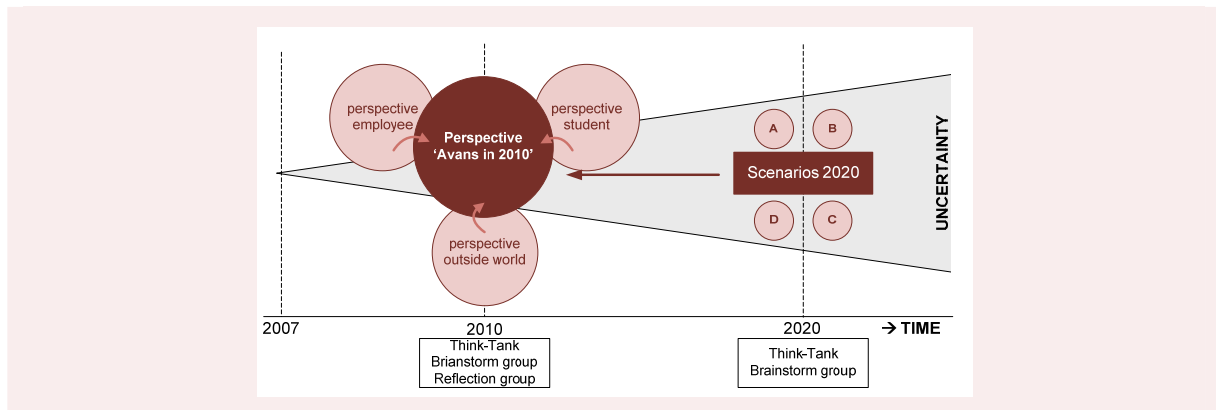 perspective
employee
Perspective
'Avans in 2010'
perspective
student
perspective
outside world
A
B
Scenarios 2020
D
C
UNCERTAINTY
2007
2010
2020
→ TIME
Think-Tank
Brianstorm group
Reflection group
Think-Tank
Brainstorm group